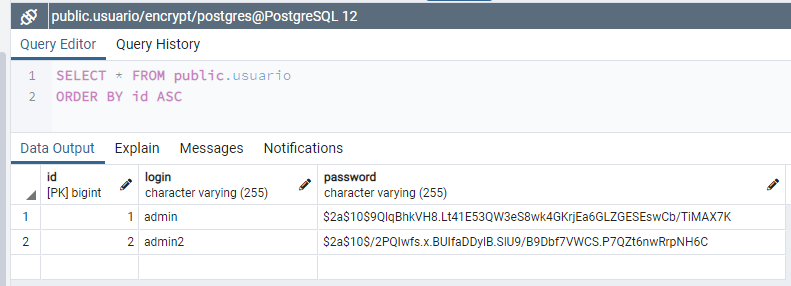 public.usuario/encrypt/postgres@PostgreSQL 12
Query Editor Query History
1 SELECT * FROM public.usuario
2 ORDER BY id ASC
Data Output Explain Messages Notifications
id login password
[PK] bigint character varying (255) character varying (255)
1 1 admin $2a$10$9QlqBhkVH8.Lt41E53QW3eS8wk4GKrjEa6GLZGESEswCb/TiMAX7K
2 2 admin2 $2a$10$/2PQIwfs.x.BUIfaDDyIB.SIU9/B9Dbf7VWCS.P7QZt6nwRrpNH6C